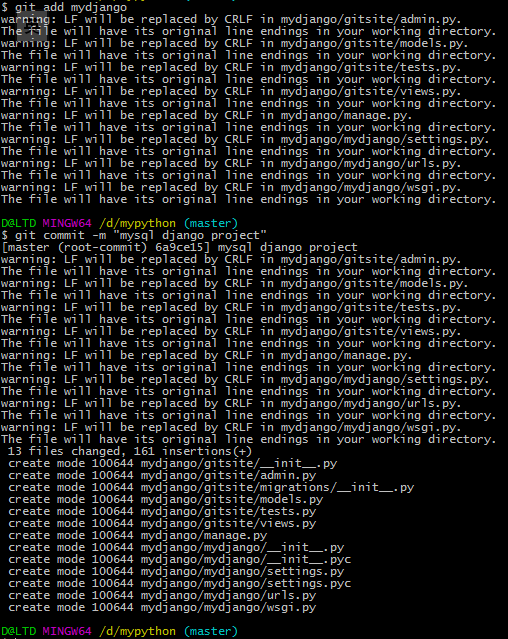 $ git add mydjango
warning: LF will be replaced by CRLF in mydjango/gitsite/admin.py.
The file will have its original line endings in your working directory.
warning: LF will be replaced by CRLF in mydjango/gitsite/models.py.
The file will have its original line endings in your working directory.
warning: LF will be replaced by CRLF in mydjango/gitsite/tests.py.
The file will have its original line endings in your working directory.
warning: LF will be replaced by CRLF in mydjango/gitsite/views.py.
The file will have its original line endings in your working directory.
warning: LF will be replaced by CRLF in mydjango/manage.py.
The file will have its original line endings in your working directory.
warning: LF will be replaced by CRLF in mydjango/mydjango/settings.py.
The file will have its original line endings in your working directory.
warning: LF will be replaced by CRLF in mydjango/mydjango/urls.py.
The file will have its original line endings in your working directory.
warning: LF will be replaced by CRLF in mydjango/mydjango/wsgi.py.
The file will have its original line endings in your working directory.
D@LTD MINGW64 /d/mypython (master)
$ git commit -m "mysql django project"
[master (root-commit) 6a9ce15] mysql django project
warning: LF will be replaced by CRLF in mydjango/gitsite/admin.py.
The file will have its original line endings in your working directory.
warning: LF will be replaced by CRLF in mydjango/gitsite/models.py.
The file will have its original line endings in your working directory.
warning: LF will be replaced by CRLF in mydjango/gitsite/tests.py.
The file will have its original line endings in your working directory.
warning: LF will be replaced by CRLF in mydjango/gitsite/views.py.
The file will have its original line endings in your working directory.
warning: LF will be replaced by CRLF in mydjango/manage.py.
The file will have its original line endings in your working directory.
warning: LF will be replaced by CRLF in mydjango/mydjango/settings.py.
The file will have its original line endings in your working directory.
warning: LF will be replaced by CRLF in mydjango/mydjango/urls.py.
The file will have its original line endings in your working directory.
warning: LF will be replaced by CRLF in mydjango/mydjango/wsgi.py.
The file will have its original line endings in your working directory.
13 files changed, 161 insertions(+)
create mode 100644 mydjango/gitsite/__init__.py
create mode 100644 mydjango/gitsite/admin.py
create mode 100644 mydjango/gitsite/migrations/__init__.py
create mode 100644 mydjango/gitsite/models.py
create mode 100644 mydjango/gitsite/tests.py
create mode 100644 mydjango/gitsite/views.py
create mode 100644 mydjango/manage.py
create mode 100644 mydjango/mydjango/__init__.py
create mode 100644 mydjango/mydjango/__init__.pyc
create mode 100644 mydjango/mydjango/settings.py
create mode 100644 mydjango/mydjango/settings.pyc
create mode 100644 mydjango/mydjango/urls.py
create mode 100644 mydjango/mydjango/wsgi.py
D@LTD MINGW64 /d/mypython (master)